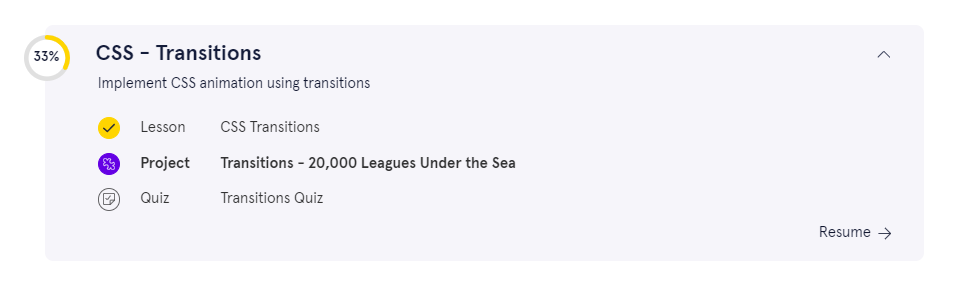 33%
CSS - Transitions
Implement CSS animation using transitions
Lesson CSS Transitions
Project Transitions - 20,000 Leagues Under the Sea
Quiz Transitions Quiz
Resume →